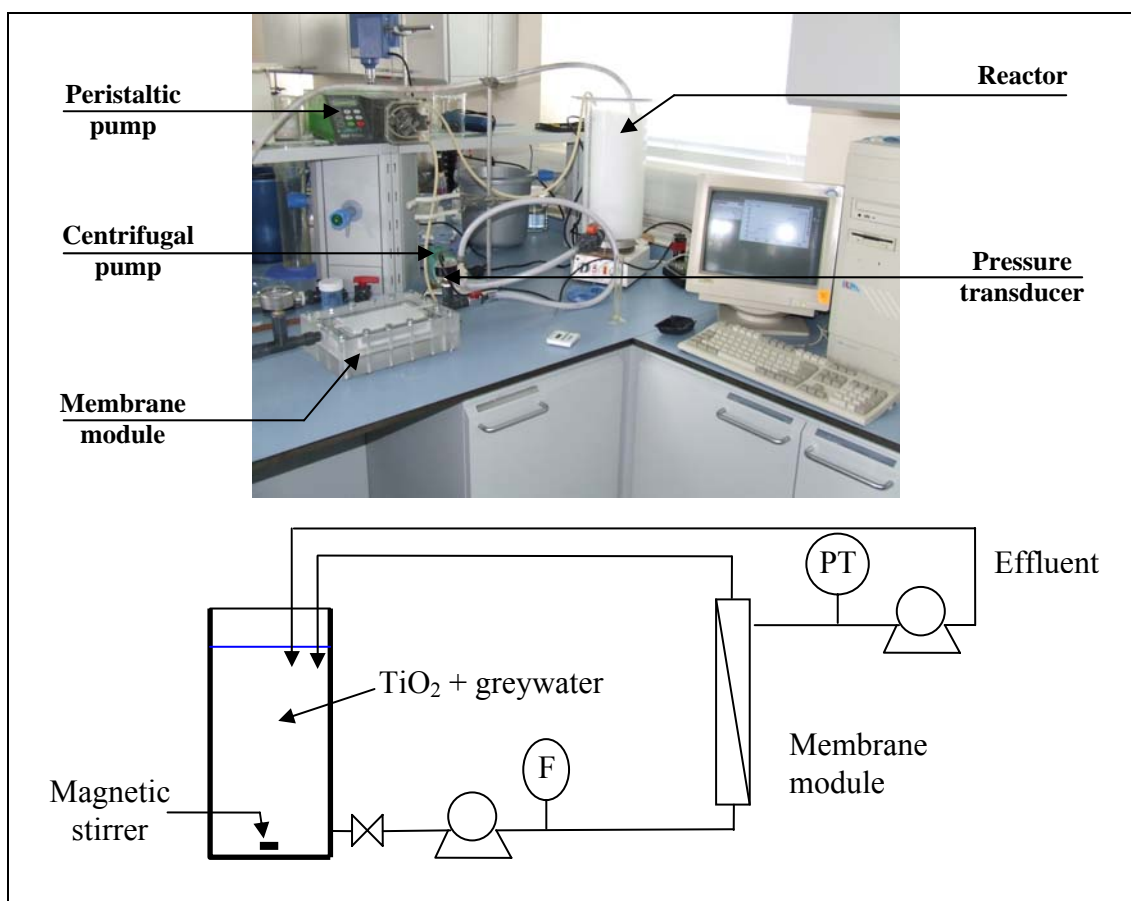 Peristaltic
pump
Reactor
Centrifugal
pump
Pressure
transducer
Membrane
module
PT
Effluent
TiO₂ + greywater
F
Membrane
module
Magnetic
stirrer